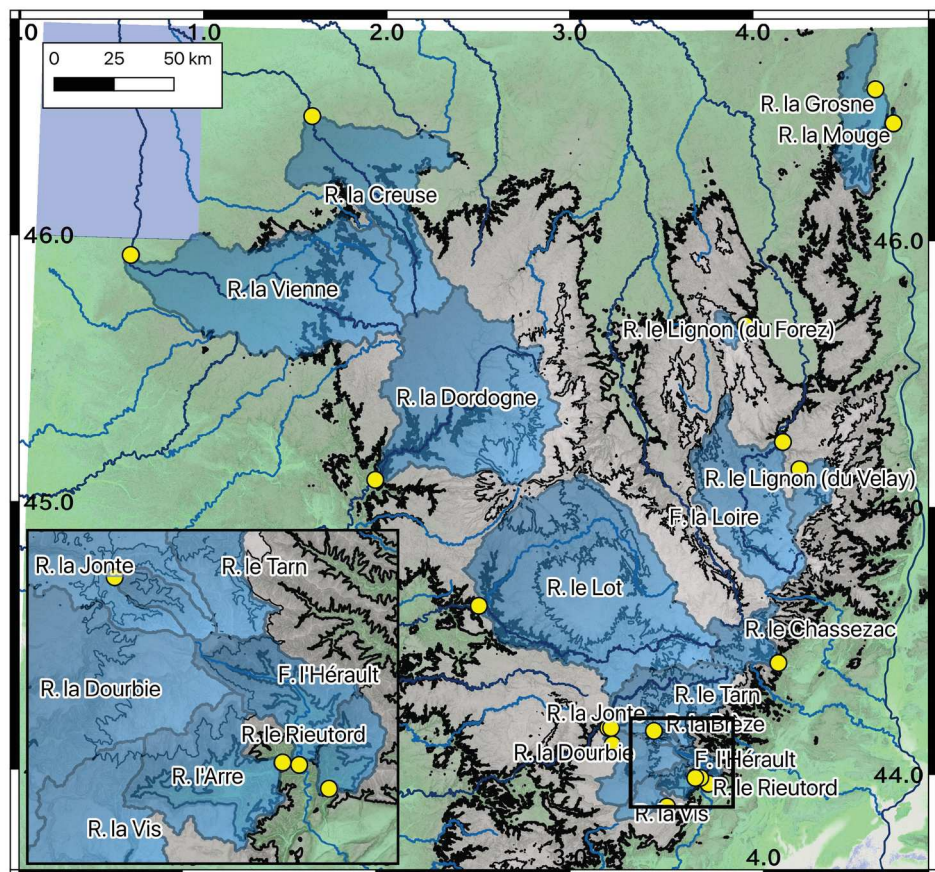 .0
1.0
2.0
3.0
4.0
0 25 50 km
R. la Grosne
R. la Mouge
R. la Creuse
46.0
46.0
R. la Vienne
R. le Lignon (du Forez)
R. la Dordogne
R. le Lignon (du Velay)
45.0
F. la Loire
R. le Lot
R. le Chassezac
R. le Tarn
R. la Jonte
R. la Brèze
R. la Dourbie
F. l'Hérault
44.0
R. le Rieutord
R. la Vis
4.0
R. la Jonte
R. le Tarn
F. l'Hérault
R. la Dourbie
R. le Rieutord
R. l'Arre
R. la Vis